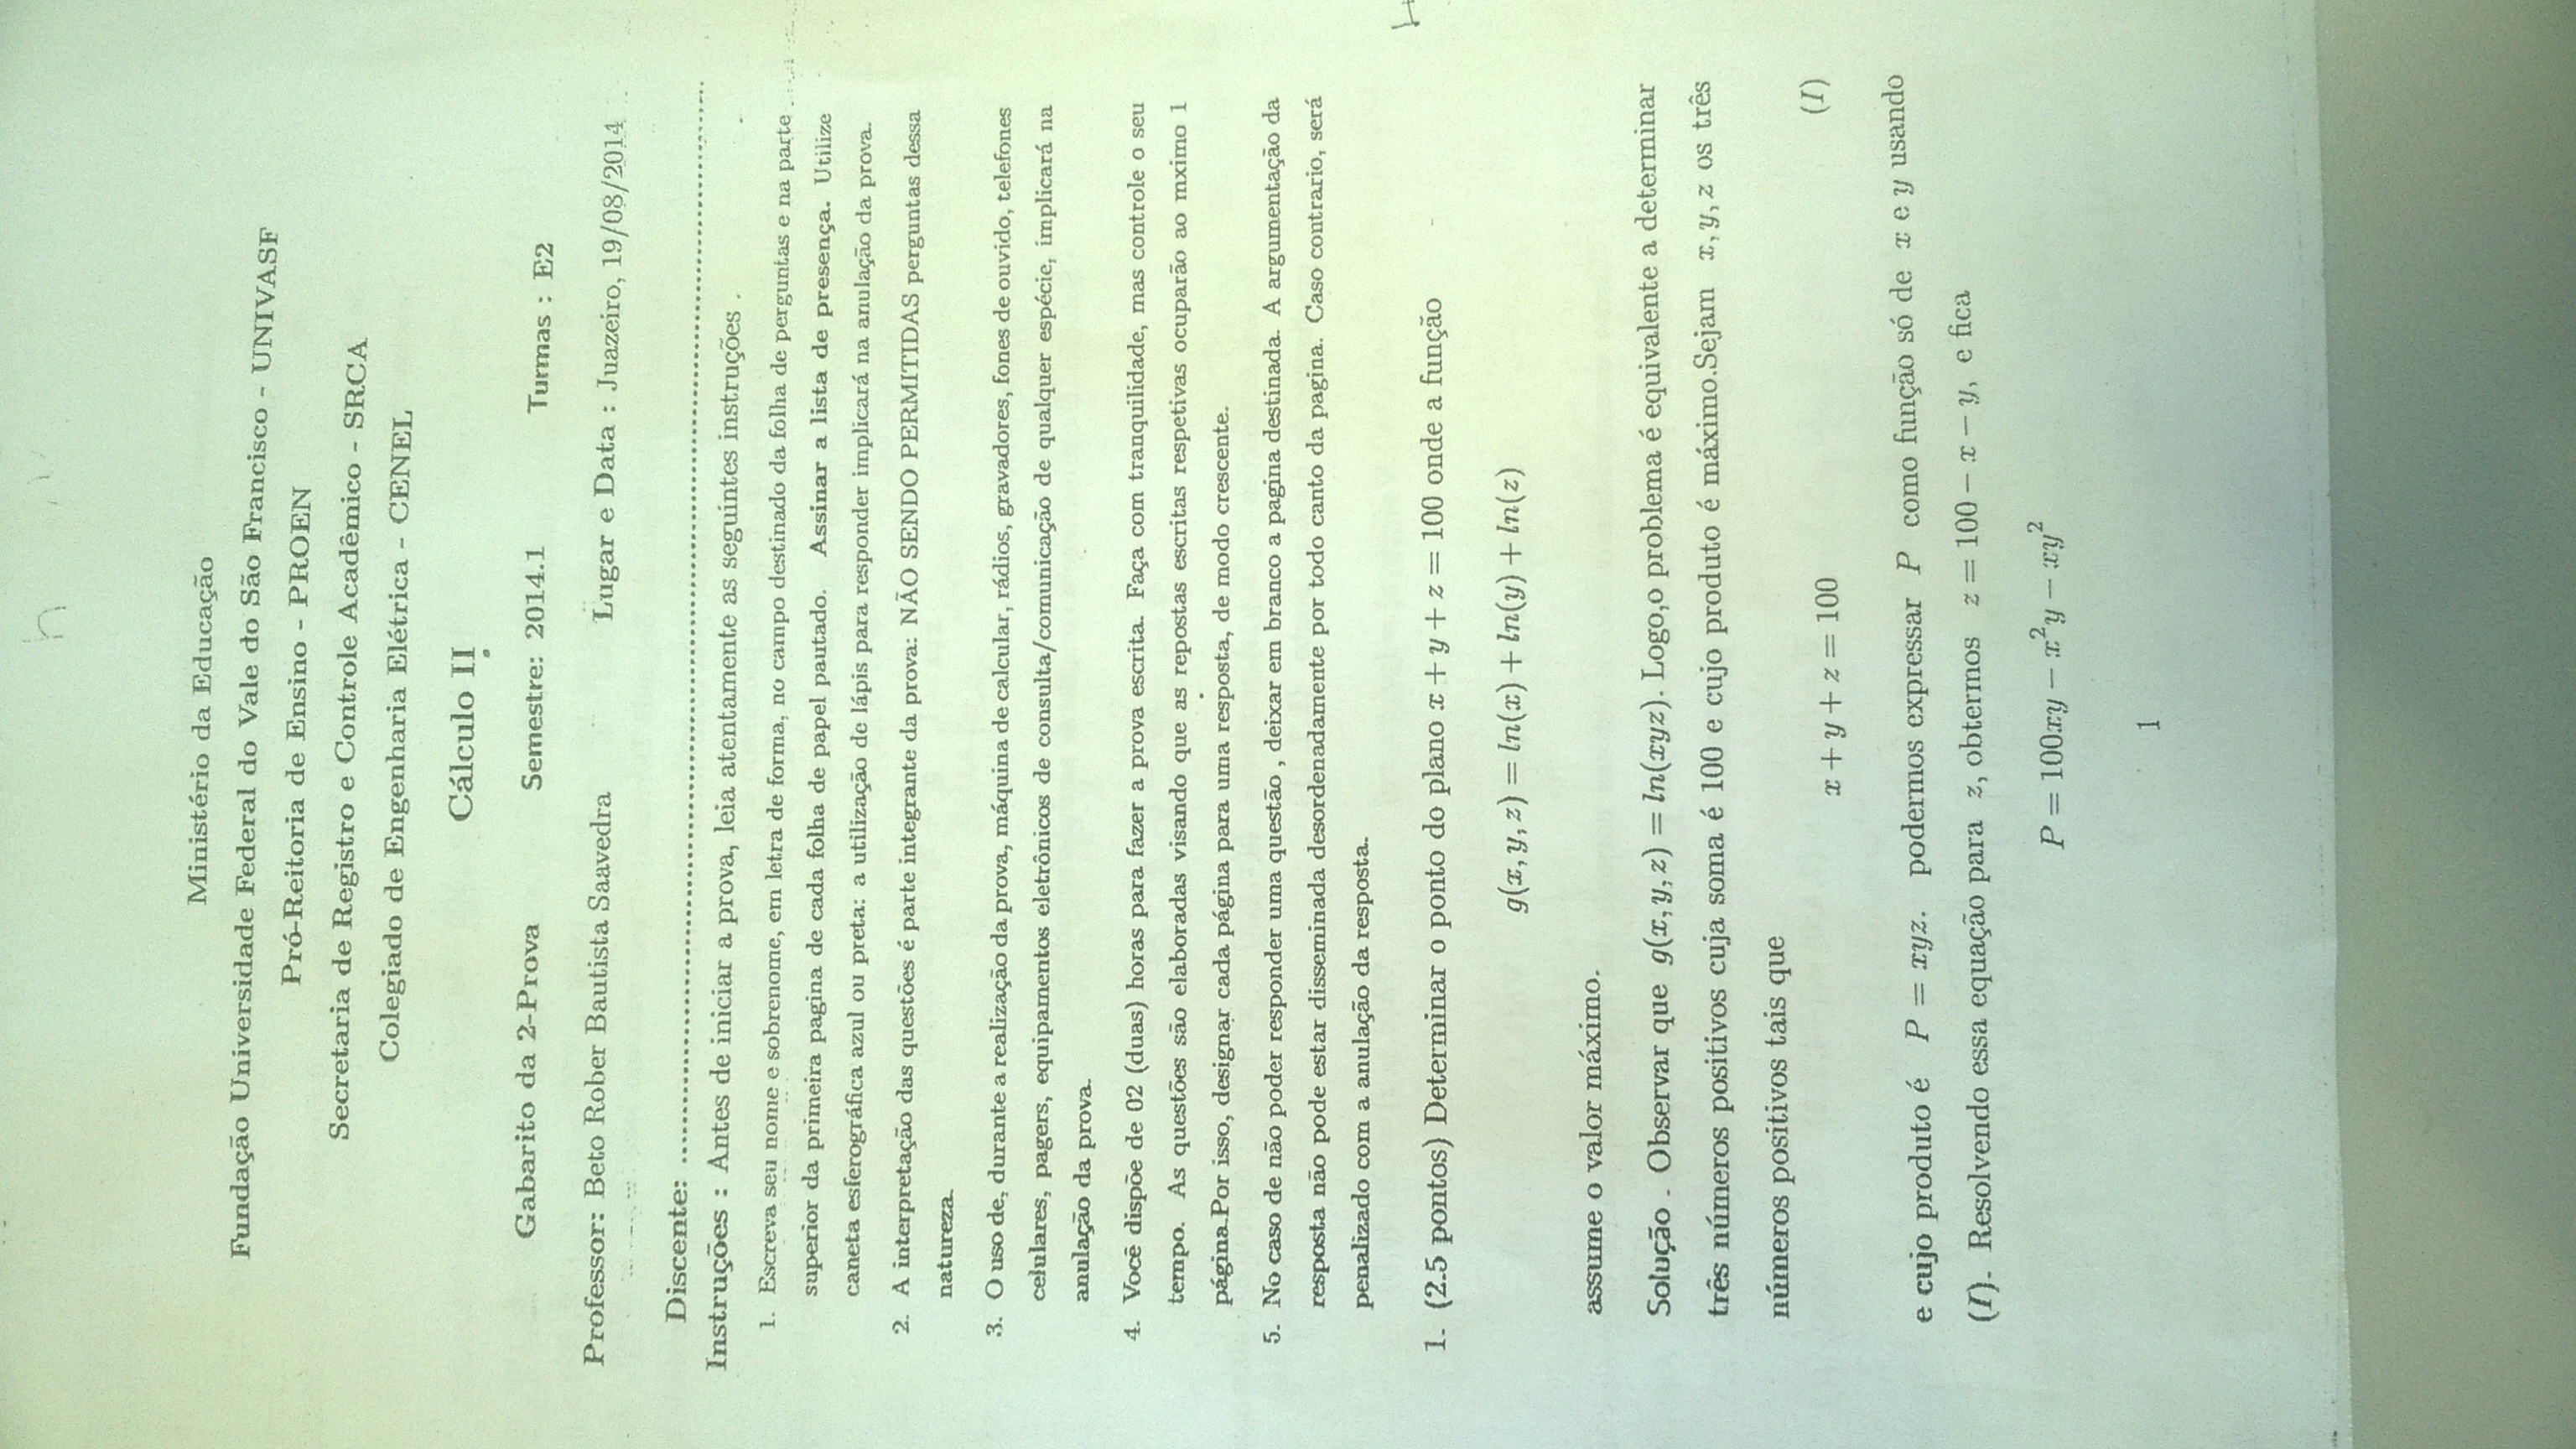 Ministério da Educação
Fundação Universidade Federal do Vale do São Francisco - UNIVASF
Pró-Reitoria de Ensino - PROEN
Secretaria de Registro e Controle Acadêmico - SRCA
Colegiado de Engenharia Elétrica - CENEL
Cálculo II
Gabarito da 2-Prova Semestre: 2014.1 Turmas : E2
Professor: Beto Rober Bautista Saavedra Lugar e Data : Juazeiro, 19/08/2014
Discente: ........................................................................
Instruções : Antes de iniciar a prova, leia atentamente as seguintes instruções .
1. Escreva seu nome e sobrenome, em letra de forma, no campo destinado da folha de perguntas e na parte
superior da primeira pagina de cada folha de papel pautado. Assinar a lista de presença. Utilize
caneta esferográfica azul ou preta: a utilização de lápis para responder implicará na anulação da prova.
2. A interpretação das questões é parte integrante da prova: NÃO SENDO PERMITIDAS perguntas dessa
natureza.
3. O uso de, durante a realização da prova, máquina de calcular, rádios, gravadores, fones de ouvido, telefones
celulares, pagers, equipamentos eletrônicos de consulta/comunicação de qualquer espécie, implicará na
anulação da prova.
4. Você dispõe de 02 (duas) horas para fazer a prova escrita. Faça com tranquilidade, mas controle o seu
tempo. As questões são elaboradas visando que as repostas escritas respetivas ocuparão ao mximo 1
página.Por isso, designar cada página para uma resposta, de modo crescente.
5. No caso de não poder responder uma questão , deixar em branco a pagina destinada. A argumentação da
resposta não pode estar disseminada desordenadamente por todo canto da pagina. Caso contrario, será
penalizado com a anulação da resposta.
1. (2.5 pontos) Determinar o ponto do plano x + y + z = 100 onde a função
g(x, y, z) = ln(x) + ln(y) + ln(z)
assume o valor máximo.
Solução . Observar que g(x, y, z) = ln(xyz). Logo,o problema é equivalente a determinar
três números positivos cuja soma é 100 e cujo produto é máximo.Sejam x, y, z os três
números positivos tais que
x + y + z = 100 (I)
e cujo produto é P = xyz. podermos expressar P como função só de x e y usando
(I). Resolvendo essa equação para z, obtermos z = 100 − x − y, e fica
P = 100xy − x²y − xy²
1